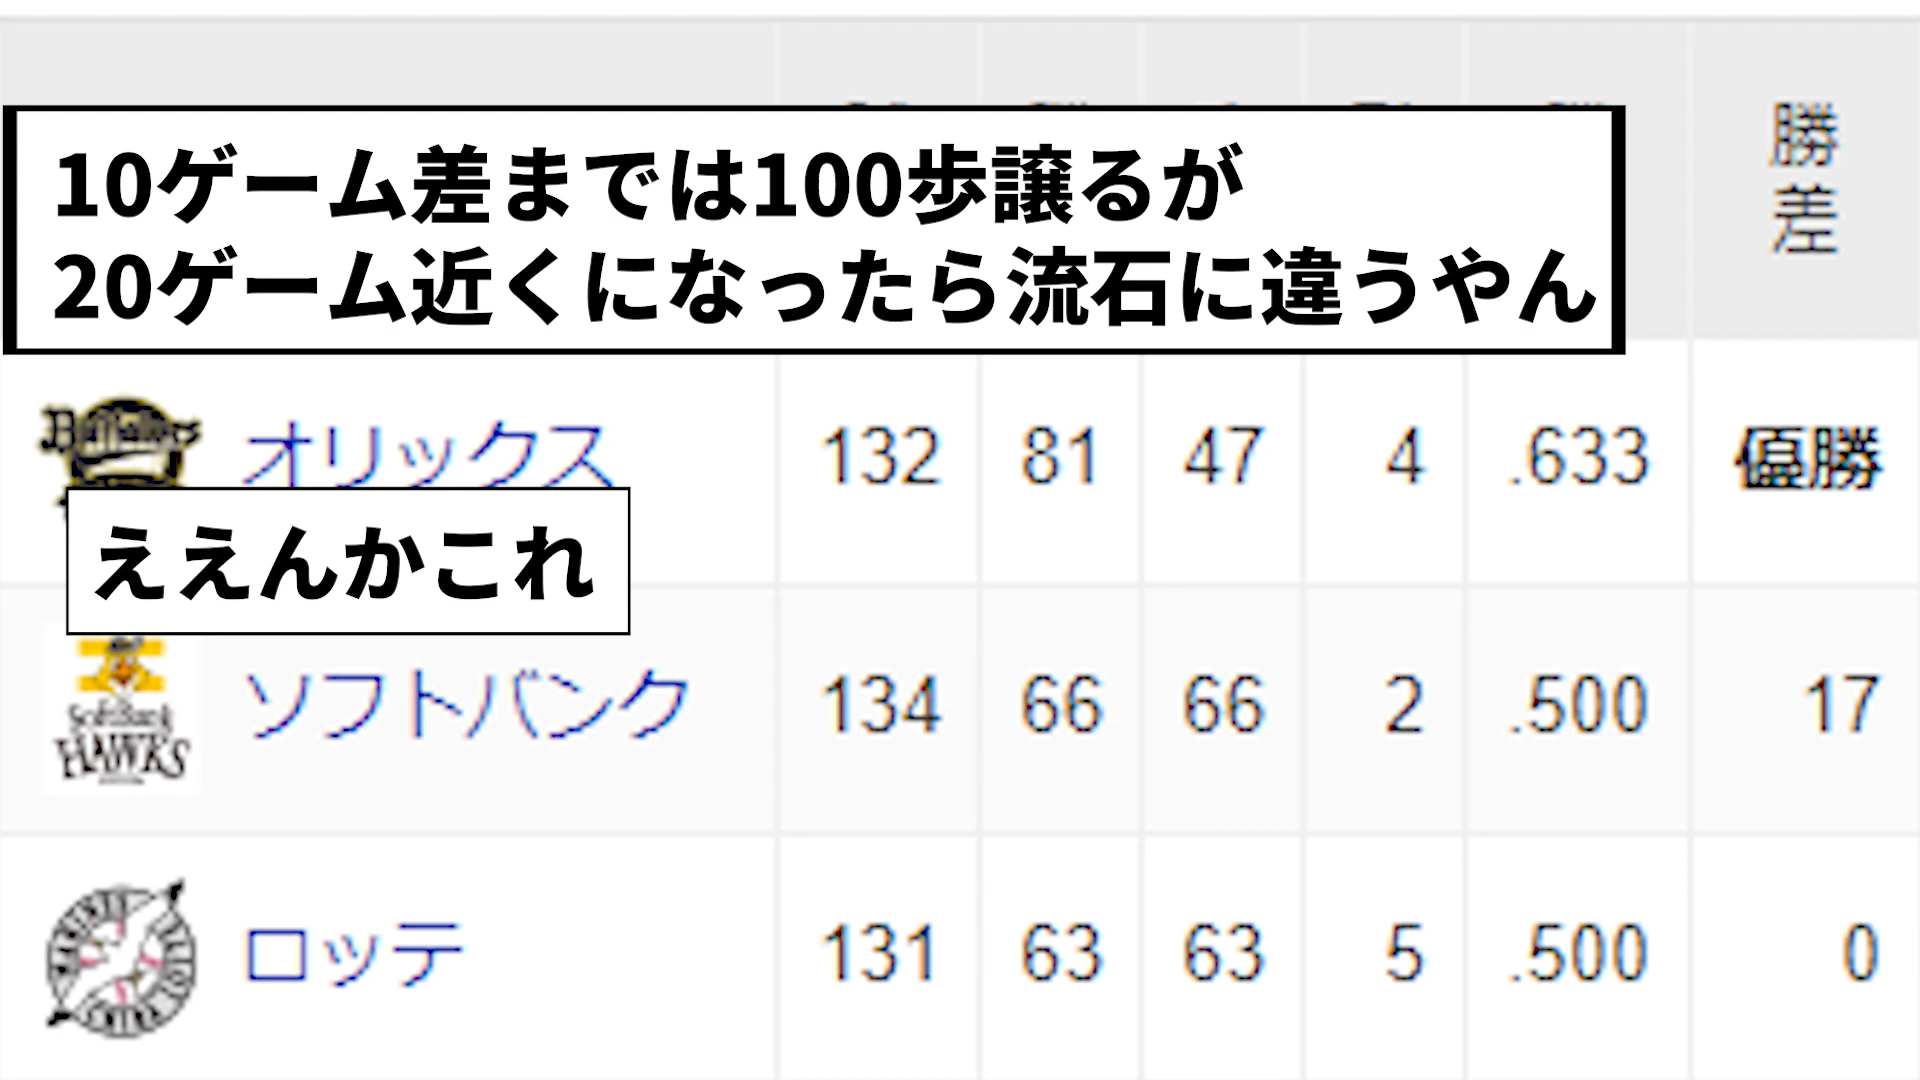 勝差
10ゲーム差までは100歩譲るが
20ゲーム近くになったら流石に違うやん
オリックス 132 81 47 4 .633 優勝
ええんかこれ
SoftBank
HAWKS
ソフトバンク 134 66 66 2 .500 17
ロッテ 131 63 63 5 .500 0